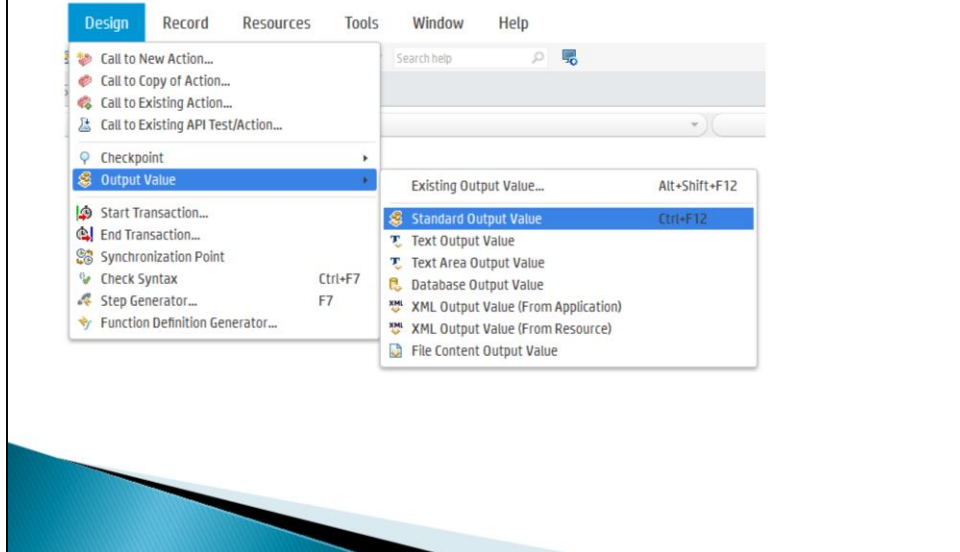 Design Record Resources Tools Window Help
Call to New Action...
Search help
Call to Copy of Action...
Call to Existing Action...
Call to Existing API Test/Action...
Checkpoint
Output Value
Existing Output Value... Alt+Shift+F12
Start Transaction...
Standard Output Value Ctrl+F12
End Transaction...
Text Output Value
Synchronization Point
Text Area Output Value
Check Syntax Ctrl+F7
Database Output Value
Step Generator... F7
XML Output Value (From Application)
Function Definition Generator...
XML Output Value (From Resource)
File Content Output Value